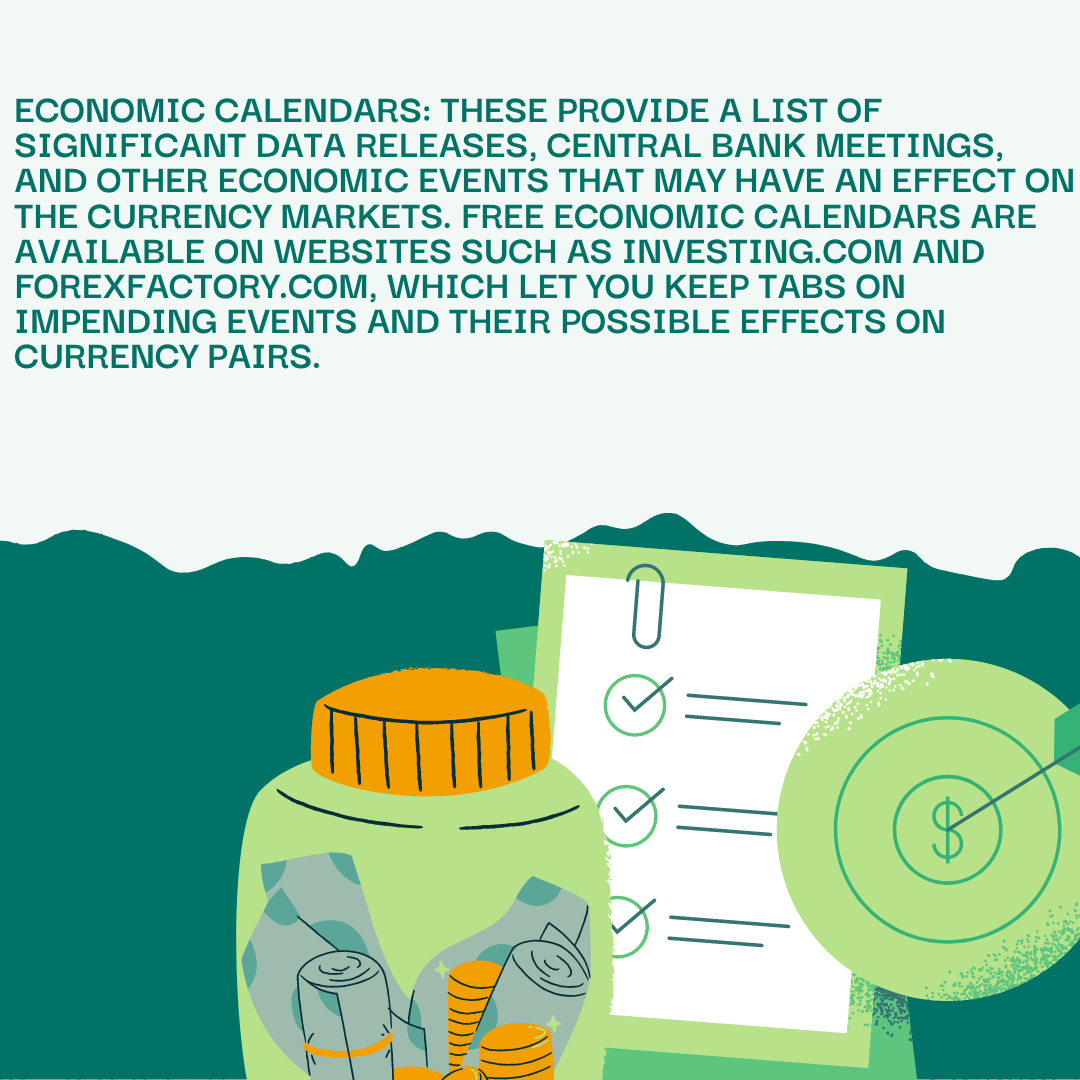 ECONOMIC CALENDARS: THESE PROVIDE A LIST OF
SIGNIFICANT DATA RELEASES, CENTRAL BANK MEETINGS,
AND OTHER ECONOMIC EVENTS THAT MAY HAVE AN EFFECT ON
THE CURRENCY MARKETS. FREE ECONOMIC CALENDARS ARE
AVAILABLE ON WEBSITES SUCH AS INVESTING.COM AND
FOREXFACTORY.COM, WHICH LET YOU KEEP TABS ON
IMPENDING EVENTS AND THEIR POSSIBLE EFFECTS ON
CURRENCY PAIRS.
$